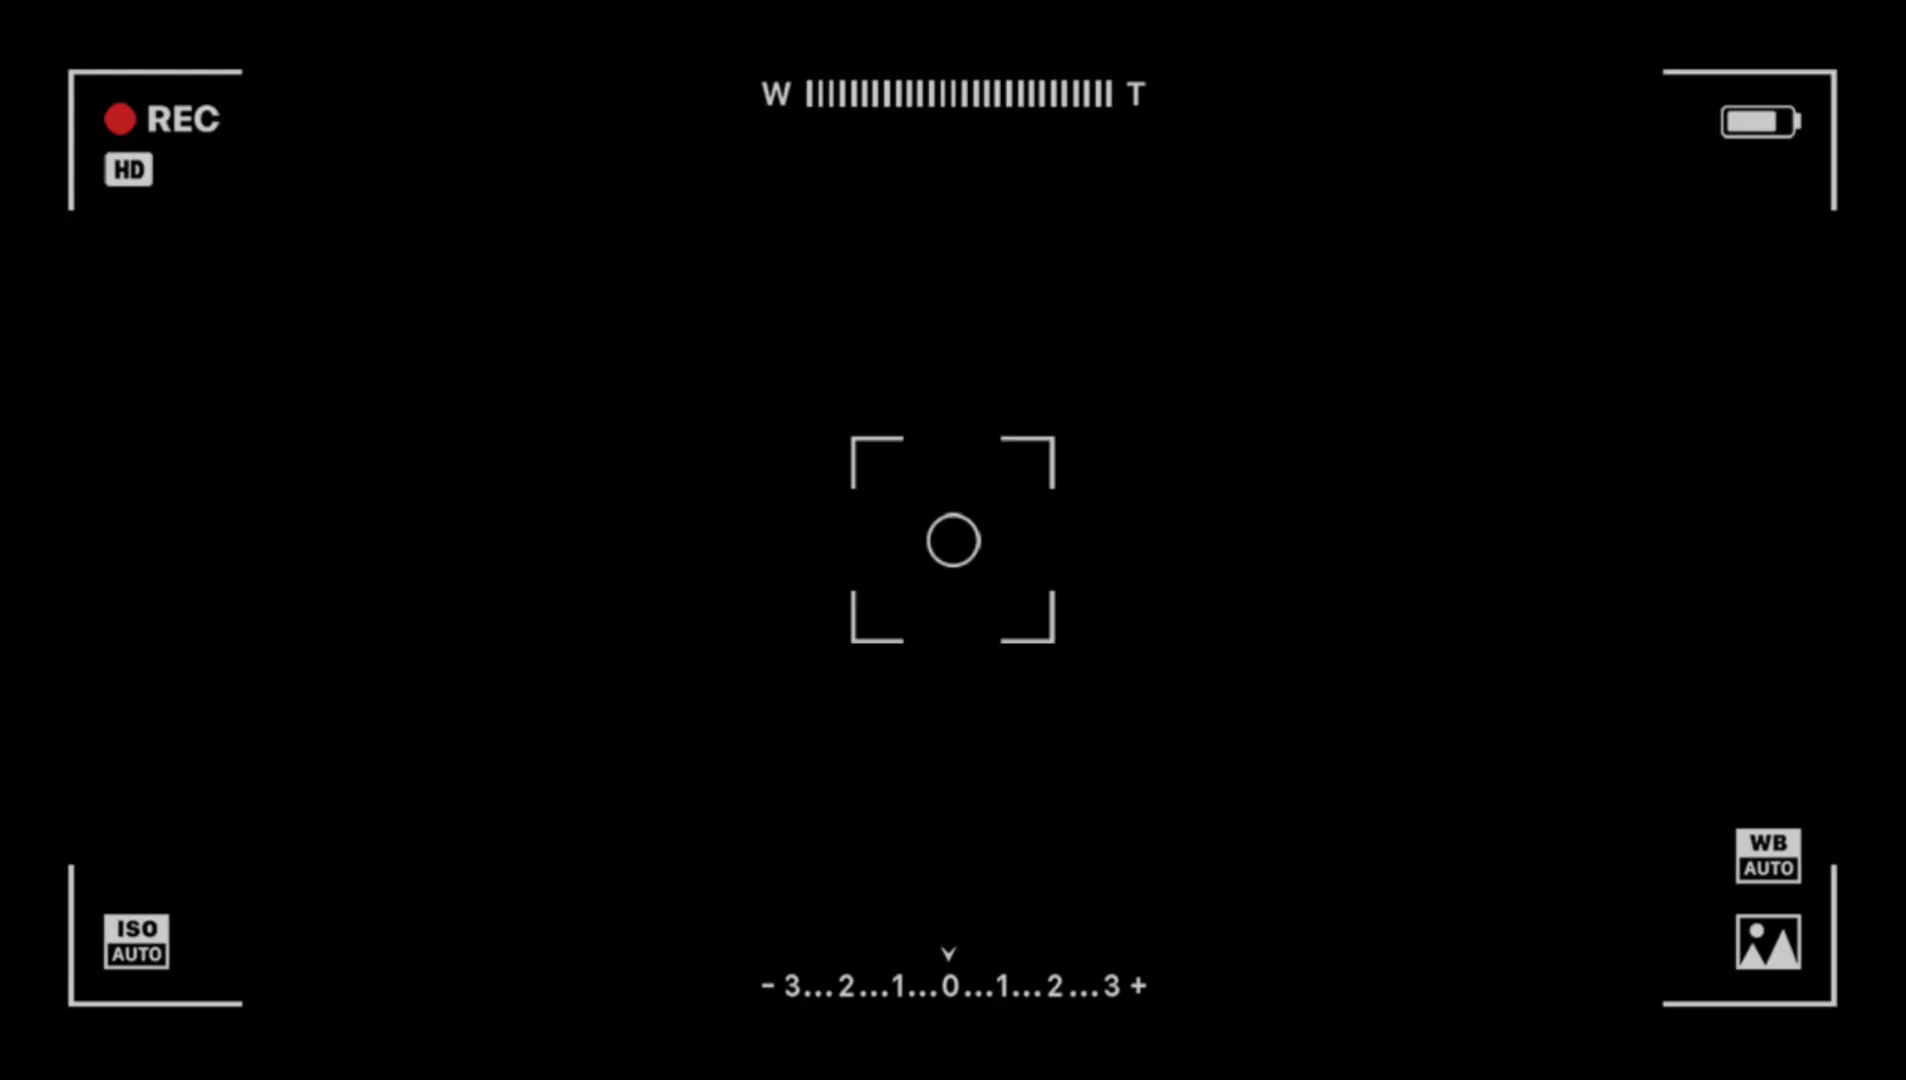 W T
REC
HD
WB
AUTO
ISO
AUTO
- 3...2...1...0...1...2...3 +